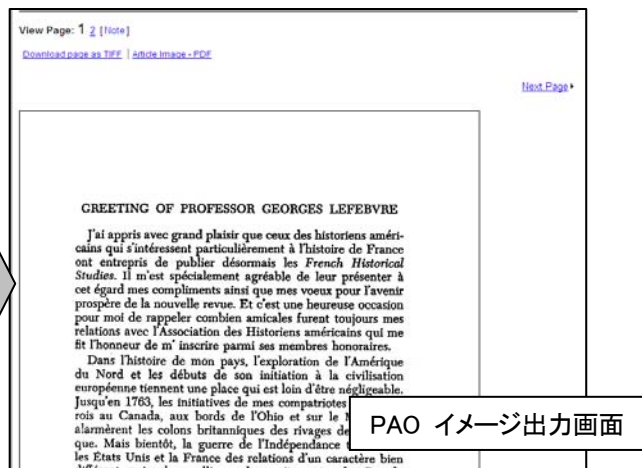 View Page: 1 2 [Note]
Download page as TIFF | Article Image - PDF
Next Page
GREETING OF PROFESSOR GEORGES LEFEBVRE
J'ai appris avec grand plaisir que ceux des historiens améri-
cains qui s'intéressent particulièrement à l'histoire de France
ont entrepris de publier désormais les French Historical
Studies. Il m'est spécialement agréable de leur présenter à
cet égard mes compliments ainsi que mes voeux pour l'avenir
prospère de la nouvelle revue. Et c'est une heureuse occasion
pour moi de rappeler combien amicales furent toujours mes
relations avec l'Association des Historiens américains qui me
fit l'honneur de m' inscrire parmi ses membres honoraires.
Dans l'histoire de mon pays, l'exploration de l'Amérique
du Nord et les débuts de son initiation à la civilisation
européenne tiennent une place qui est loin d'être négligeable.
Jusqu'en 1763, les initiatives de mes compatriotes
rois au Canada, aux bords de l'Ohio et sur le
alarmèrent les colons britanniques des rivages de
que. Mais bientôt, la guerre de l'Indépendance
les États Unis et la France des relations d'un caractère bien
PAO イメージ出力画面